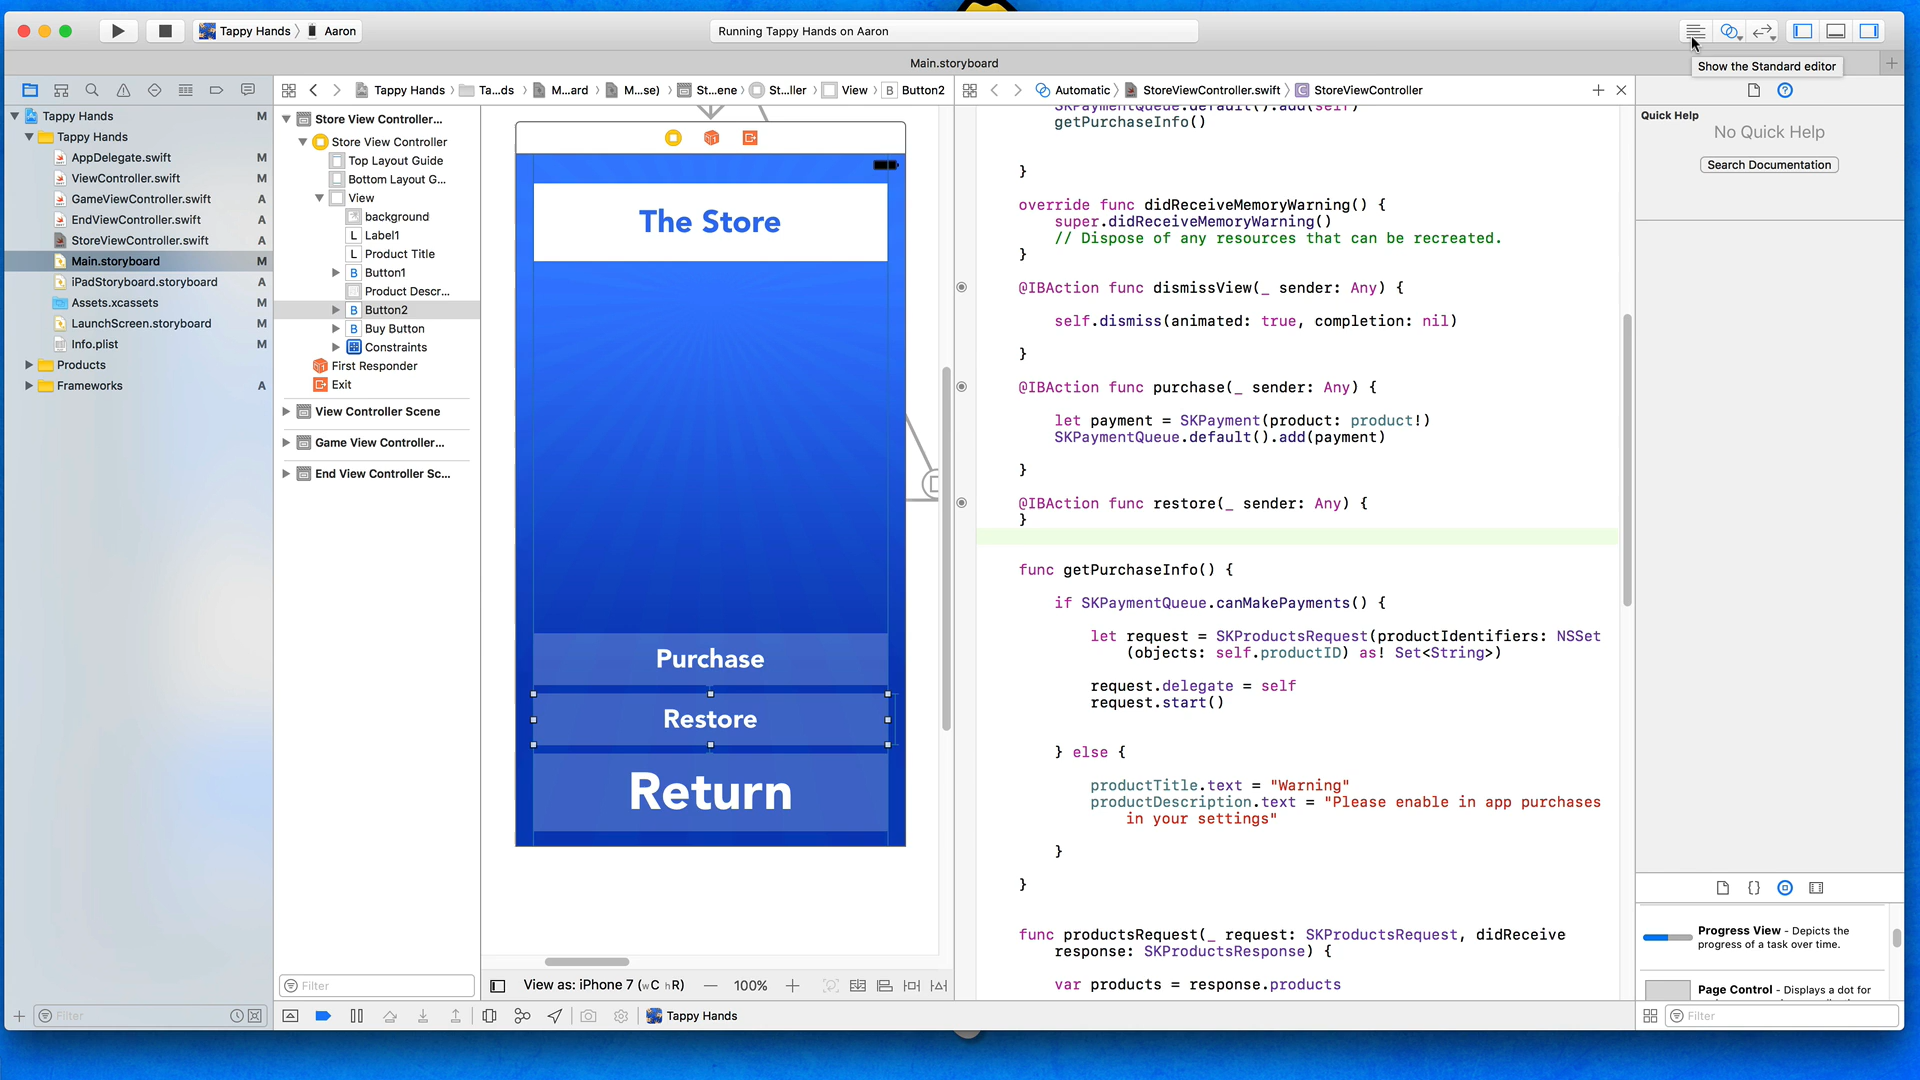 Tappy Hands
Aaron
Running Tappy Hands on Aaron
Main.storyboard
Show the Standard editor
Tappy Hands
Ta...ds
M...ard
M...se)
St...ene
St...ller
View
Button2
Automatic
StoreViewController.swift
StoreViewController
Tappy Hands M
Tappy Hands
AppDelegate.swift M
ViewController.swift M
GameViewController.swift A
EndViewController.swift A
StoreViewController.swift A
Main.storyboard M
iPadStoryboard.storyboard A
Assets.xcassets M
LaunchScreen.storyboard M
Info.plist M
Products
Frameworks A
Filter
Store View Controller...
Store View Controller
Top Layout Guide
Bottom Layout G...
View
background
L Label1
L Product Title
B Button1
Product Descr...
B Button2
B Buy Button
Constraints
First Responder
Exit
View Controller Scene
Game View Controller...
End View Controller Sc...
Filter
The Store
Purchase
Restore
Return
View as: iPhone 7 (wC hR)
100%
Tappy Hands
SKPaymentQueue.default().add(self)
getPurchaseInfo()
}
override func didReceiveMemoryWarning() {
super.didReceiveMemoryWarning()
// Dispose of any resources that can be recreated.
}
@IBAction func dismissView(_ sender: Any) {
self.dismiss(animated: true, completion: nil)
}
@IBAction func purchase(_ sender: Any) {
let payment = SKPayment(product: product!)
SKPaymentQueue.default().add(payment)
}
@IBAction func restore(_ sender: Any) {
}
func getPurchaseInfo() {
if SKPaymentQueue.canMakePayments() {
let request = SKProductsRequest(productIdentifiers: NSSet
(objects: self.productID) as! Set<String>)
request.delegate = self
request.start()
} else {
productTitle.text = "Warning"
productDescription.text = "Please enable in app purchases
in your settings"
}
}
func productsRequest(_ request: SKProductsRequest, didReceive
response: SKProductsResponse) {
var products = response.products
Quick Help
No Quick Help
Search Documentation
Progress View - Depicts the
progress of a task over time.
Page Control - Displays a dot for
Filter